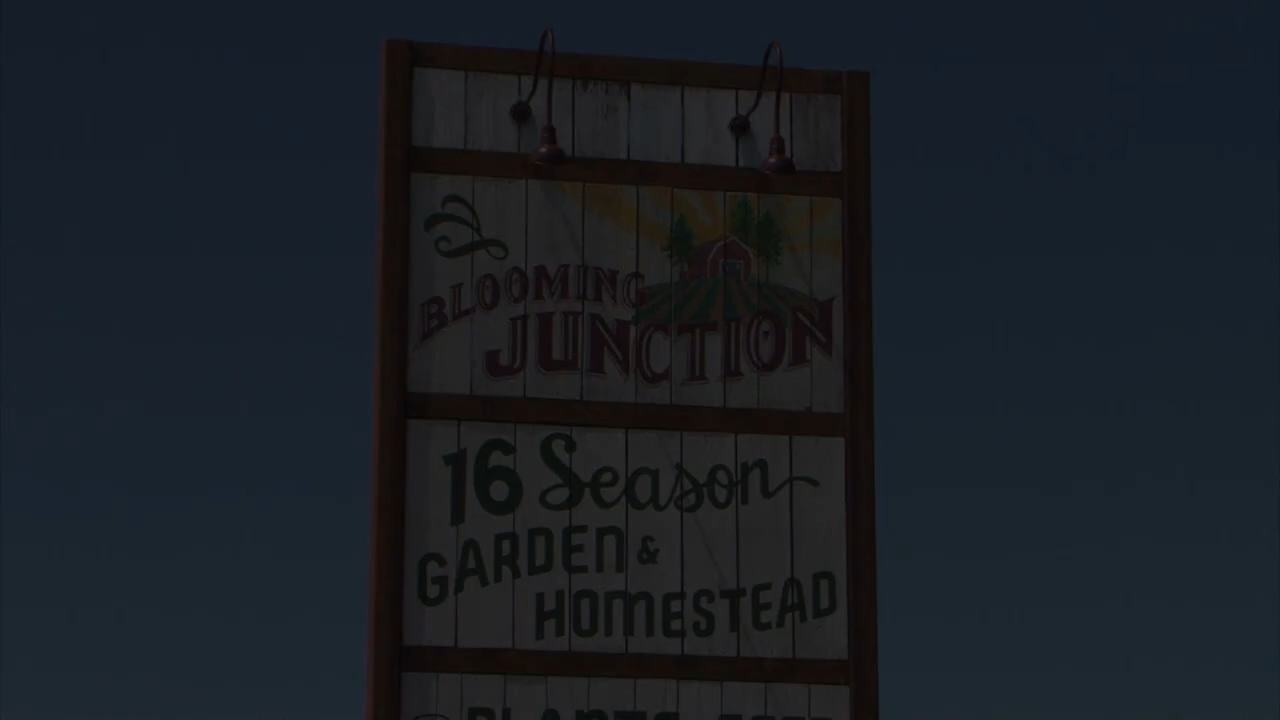 BLOOMING
JUNCTION
16 Season
GARDEN &
HOMESTEAD